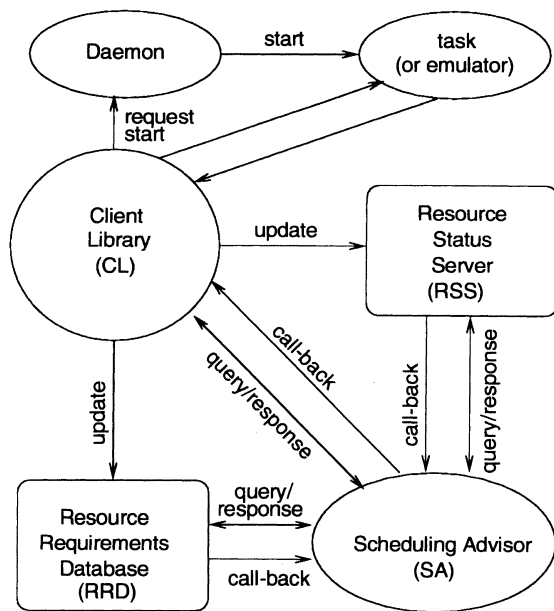 Daemon
start
task
(or emulator)
request
start
Client
Library
(CL)
update
Resource
Status
Server
(RSS)
call-back
query/response
update
call-back
query/response
Resource
Requirements
Database
(RRD)
query/
response
call-back
Scheduling Advisor
(SA)